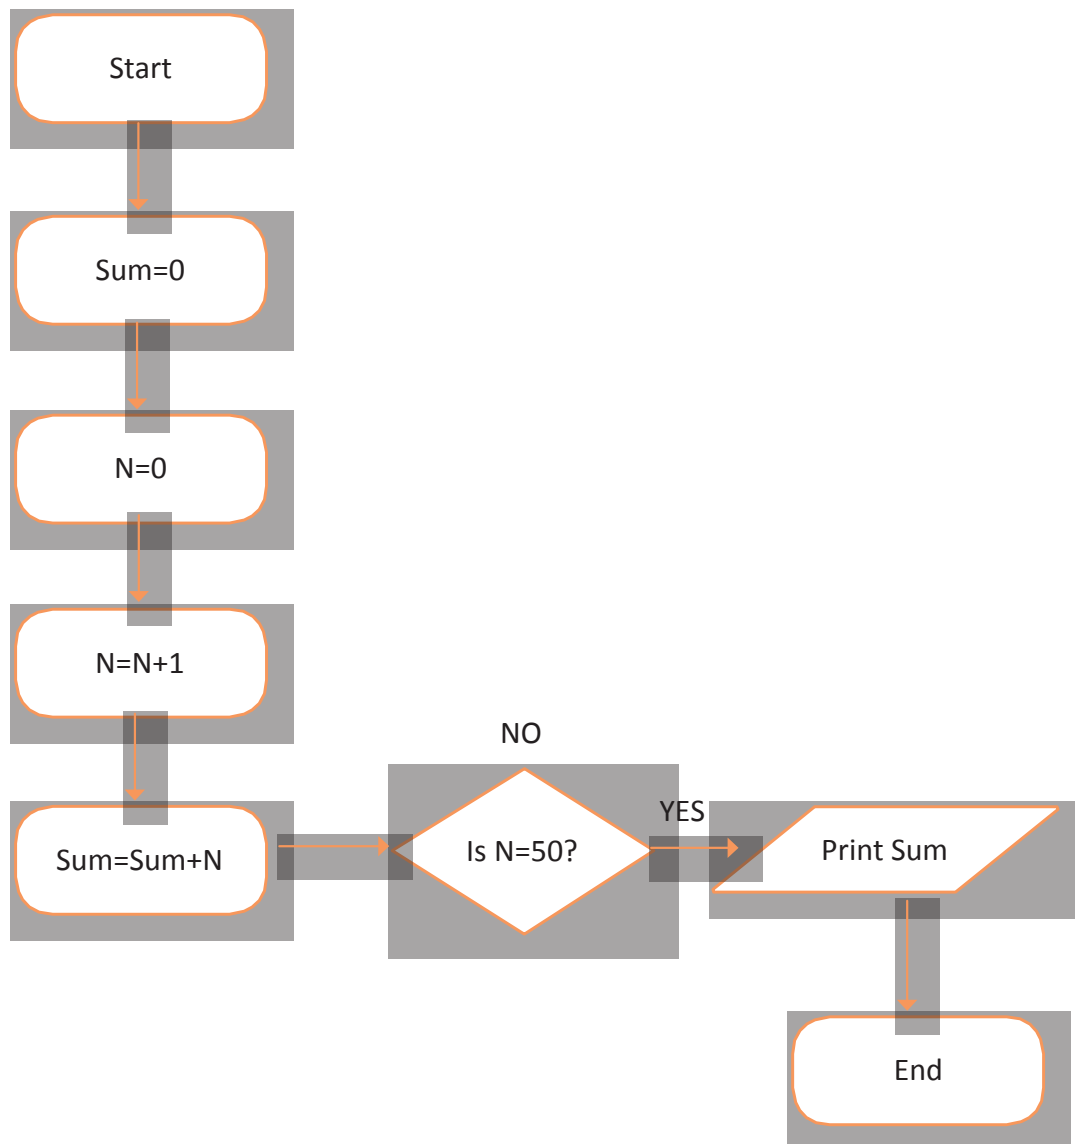 Start
Sum=0
N=0
N=N+1
Sum=Sum+N
NO
Is N=50?
YES
Print Sum
End